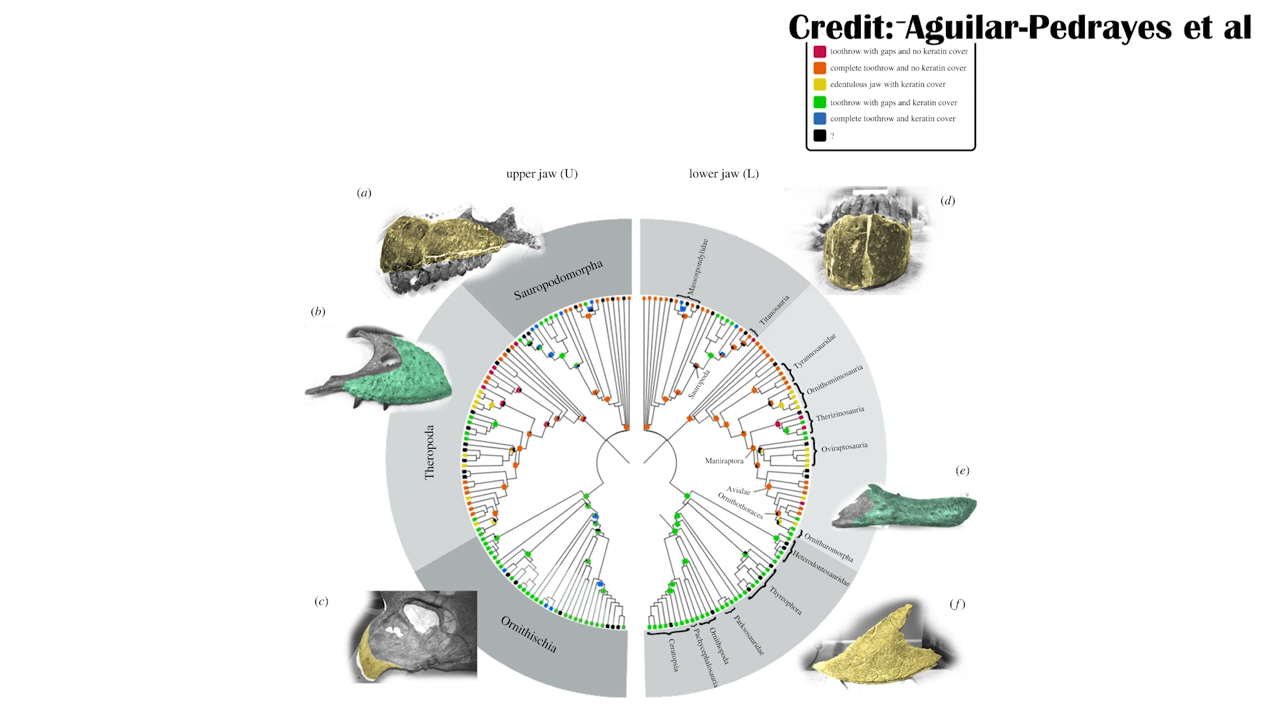 Credit: Aguilar-Pedrayes et al
toothrow with gaps and no keratin cover
complete toothrow and no keratin cover
edentulous jaw with keratin cover
toothrow with gaps and keratin cover
complete toothrow and keratin cover
?
upper jaw (U)
lower jaw (L)
(a)
(d)
Sauropodomorpha
Massospondylidae
Titanosauria
(b)
Sauropoda
Tyrannosauridae
Ornithomimosauria
Theropoda
Therizinosauria
Oviraptosauria
Maniraptora
(e)
Avialae
Ornithothoraces
Ornithuromorpha
Heterodontosauridae
(c)
(f)
Thyreophora
Ornithischia
Parksosauridae
Ornithopoda
Pachycephalosauria
Ceratopsia